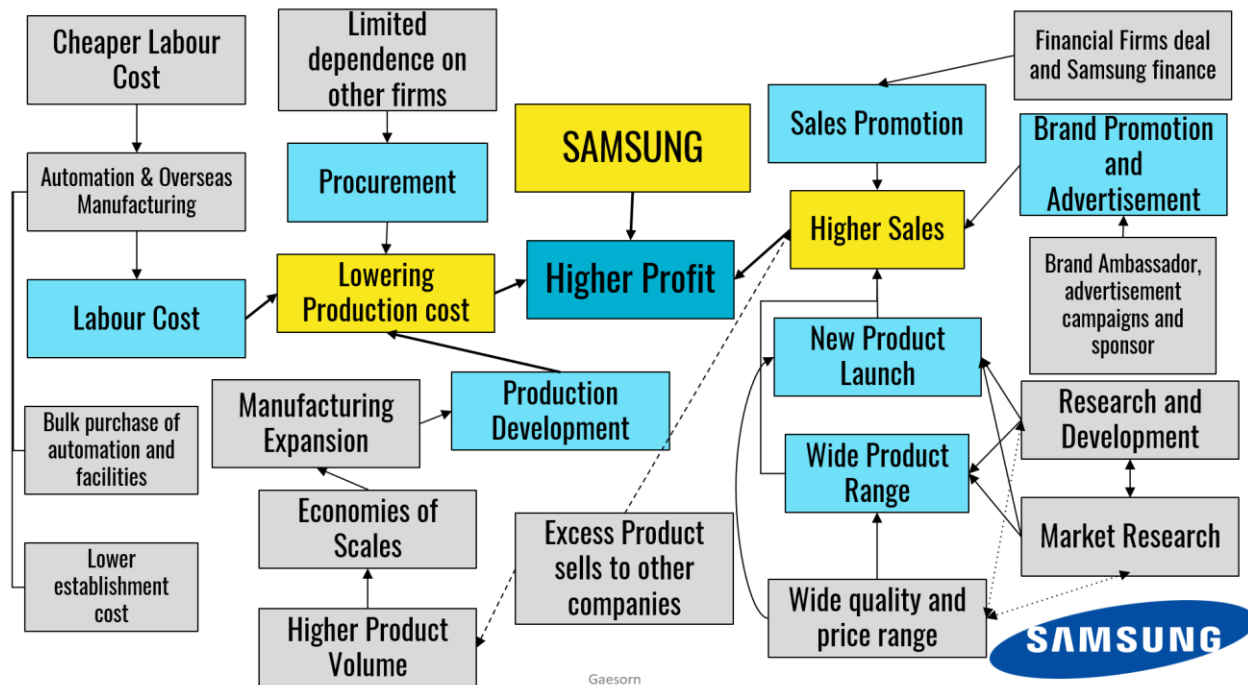 Cheaper Labour
Cost
Limited
dependence on
other firms
Financial Firms deal
and Samsung finance
SAMSUNG
Sales Promotion
Brand Promotion
and
Advertisement
Automation & Overseas
Manufacturing
Procurement
Higher Sales
Lowering
Production cost
Higher Profit
Labour Cost
Brand Ambassador,
advertisement
campaigns and
sponsor
New Product
Launch
Manufacturing
Expansion
Production
Development
Research and
Development
Bulk purchase of
automation and
facilities
Wide Product
Range
Economies of
Scales
Excess Product
sells to other
companies
Market Research
Lower
establishment
cost
Wide quality and
price range
Higher Product
Volume
SAMSUNG
Gaesorn